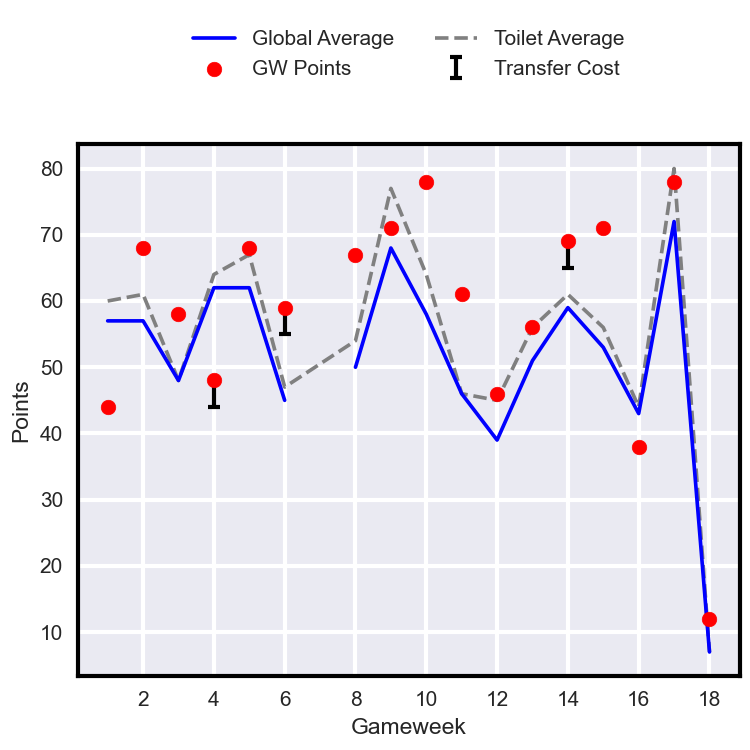 Global Average
Toilet Average
GW Points
Transfer Cost
80
70
60
50
40
30
20
10
Points
2 4 6 8 10 12 14 16 18
Gameweek